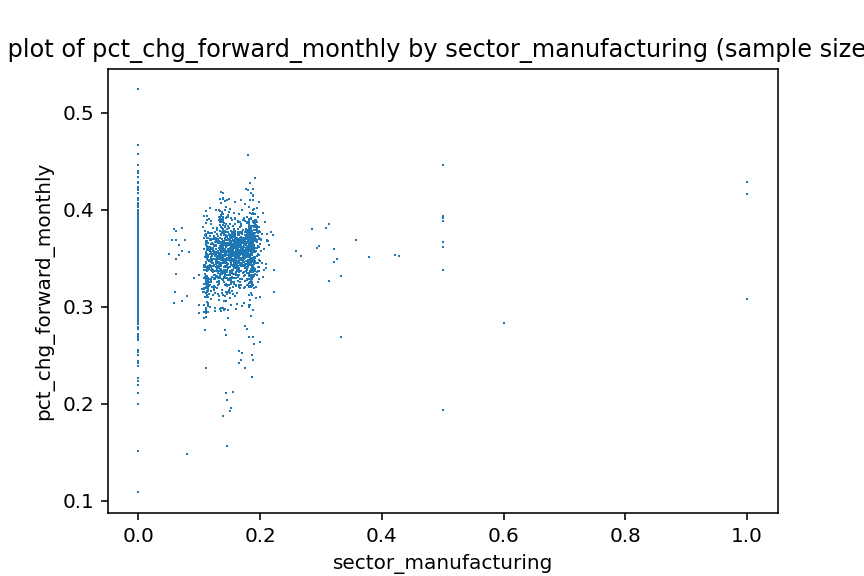 plot of pct_chg_forward_monthly by sector_manufacturing (sample size
0.5
0.4
0.3
0.2
0.1
pct_chg_forward_monthly
0.0 0.2 0.4 0.6 0.8 1.0
sector_manufacturing